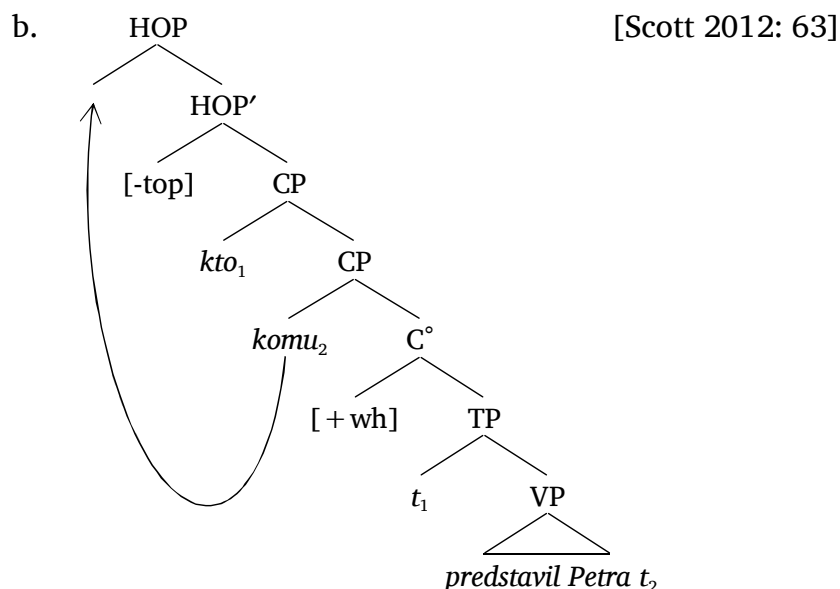 b. HOP [Scott 2012: 63]
HOP′
[-top] CP
kto₁ CP
komu₂ C°
[+wh] TP
t₁ VP
predstavil Petra t₂